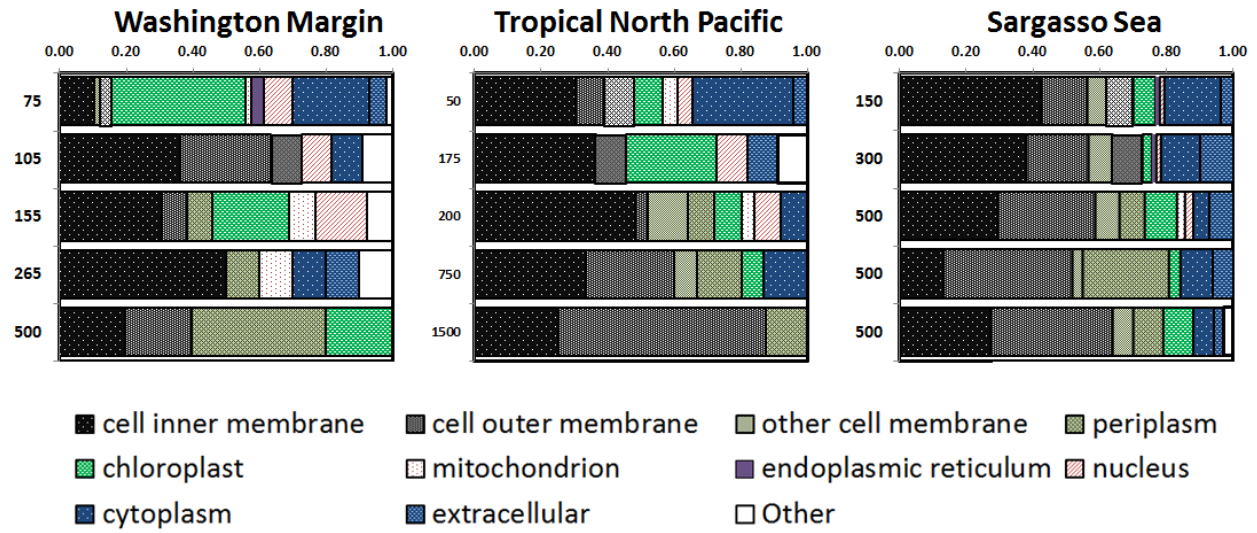 Washington Margin Tropical North Pacific Sargasso Sea
0.00 0.20 0.40 0.60 0.80 1.00 0.00 0.20 0.40 0.60 0.80 1.00 0.00 0.20 0.40 0.60 0.80 1.00
75 50 150
105 175 300
155 200 500
265 750 500
500 1500 500
cell inner membrane cell outer membrane other cell membrane periplasm
chloroplast mitochondrion endoplasmic reticulum nucleus
cytoplasm extracellular Other